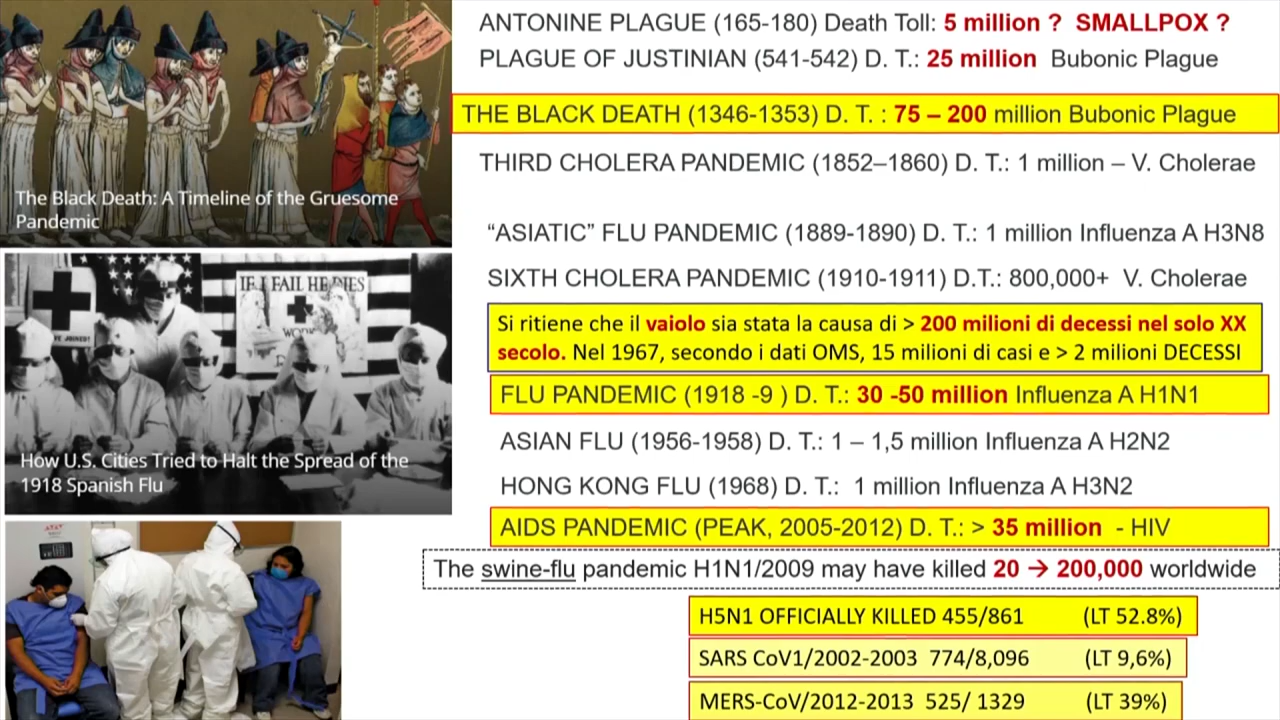 ANTONINE PLAGUE (165-180) Death Toll: 5 million ? SMALLPOX ?
PLAGUE OF JUSTINIAN (541-542) D. T.: 25 million Bubonic Plague
THE BLACK DEATH (1346-1353) D. T. : 75 – 200 million Bubonic Plague
THIRD CHOLERA PANDEMIC (1852–1860) D. T.: 1 million – V. Cholerae
The Black Death: A Timeline of the Gruesome
Pandemic
“ASIATIC” FLU PANDEMIC (1889-1890) D. T.: 1 million Influenza A H3N8
SIXTH CHOLERA PANDEMIC (1910-1911) D.T.: 800,000+ V. Cholerae
IF I FAIL HE DIES
Si ritiene che il vaiolo sia stata la causa di > 200 milioni di decessi nel solo XX
secolo. Nel 1967, secondo i dati OMS, 15 milioni di casi e > 2 milioni DECESSI
FLU PANDEMIC (1918 -9 ) D. T.: 30 -50 million Influenza A H1N1
ASIAN FLU (1956-1958) D. T.: 1 – 1,5 million Influenza A H2N2
How U.S. Cities Tried to Halt the Spread of the
1918 Spanish Flu
HONG KONG FLU (1968) D. T.: 1 million Influenza A H3N2
AIDS PANDEMIC (PEAK, 2005-2012) D. T.: > 35 million - HIV
The swine-flu pandemic H1N1/2009 may have killed 20 → 200,000 worldwide
H5N1 OFFICIALLY KILLED 455/861 (LT 52.8%)
SARS CoV1/2002-2003 774/8,096 (LT 9,6%)
MERS-CoV/2012-2013 525/ 1329 (LT 39%)